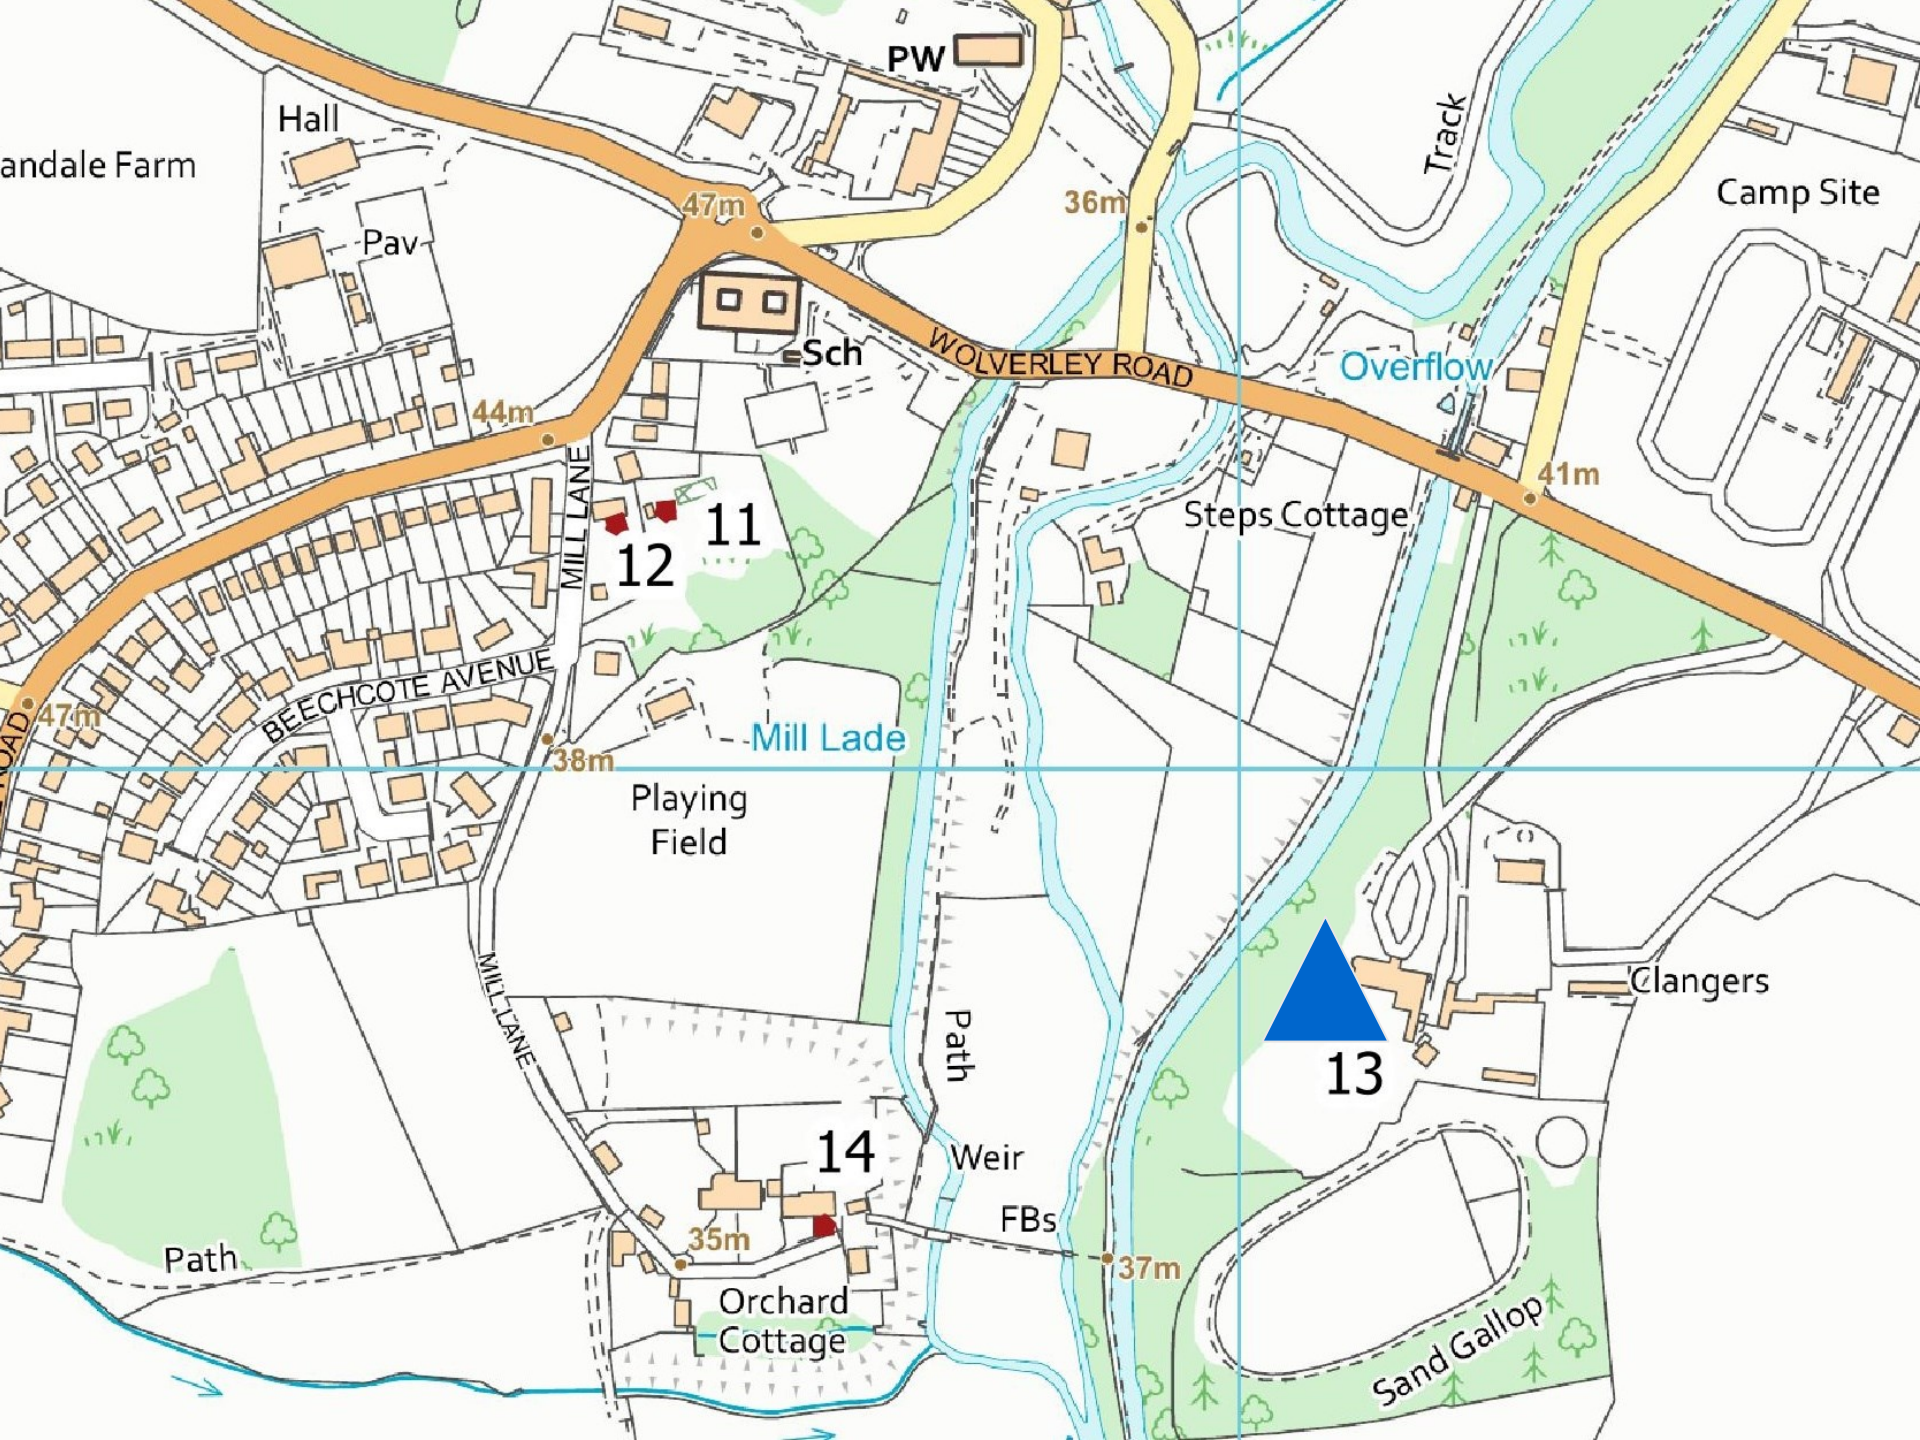 PW
Hall
andale Farm
Track
Camp Site
47m
36m
Pav
Sch
WOLVERLEY ROAD
Overflow
44m
41m
MILL LANE
11
12
Steps Cottage
BEECHCOTE AVENUE
47m
ROAD
38m
Mill Lade
Playing
Field
MILL LANE
Path
Clangers
13
14
Weir
FBs
35m
37m
Path
Orchard
Cottage
Sand Gallop